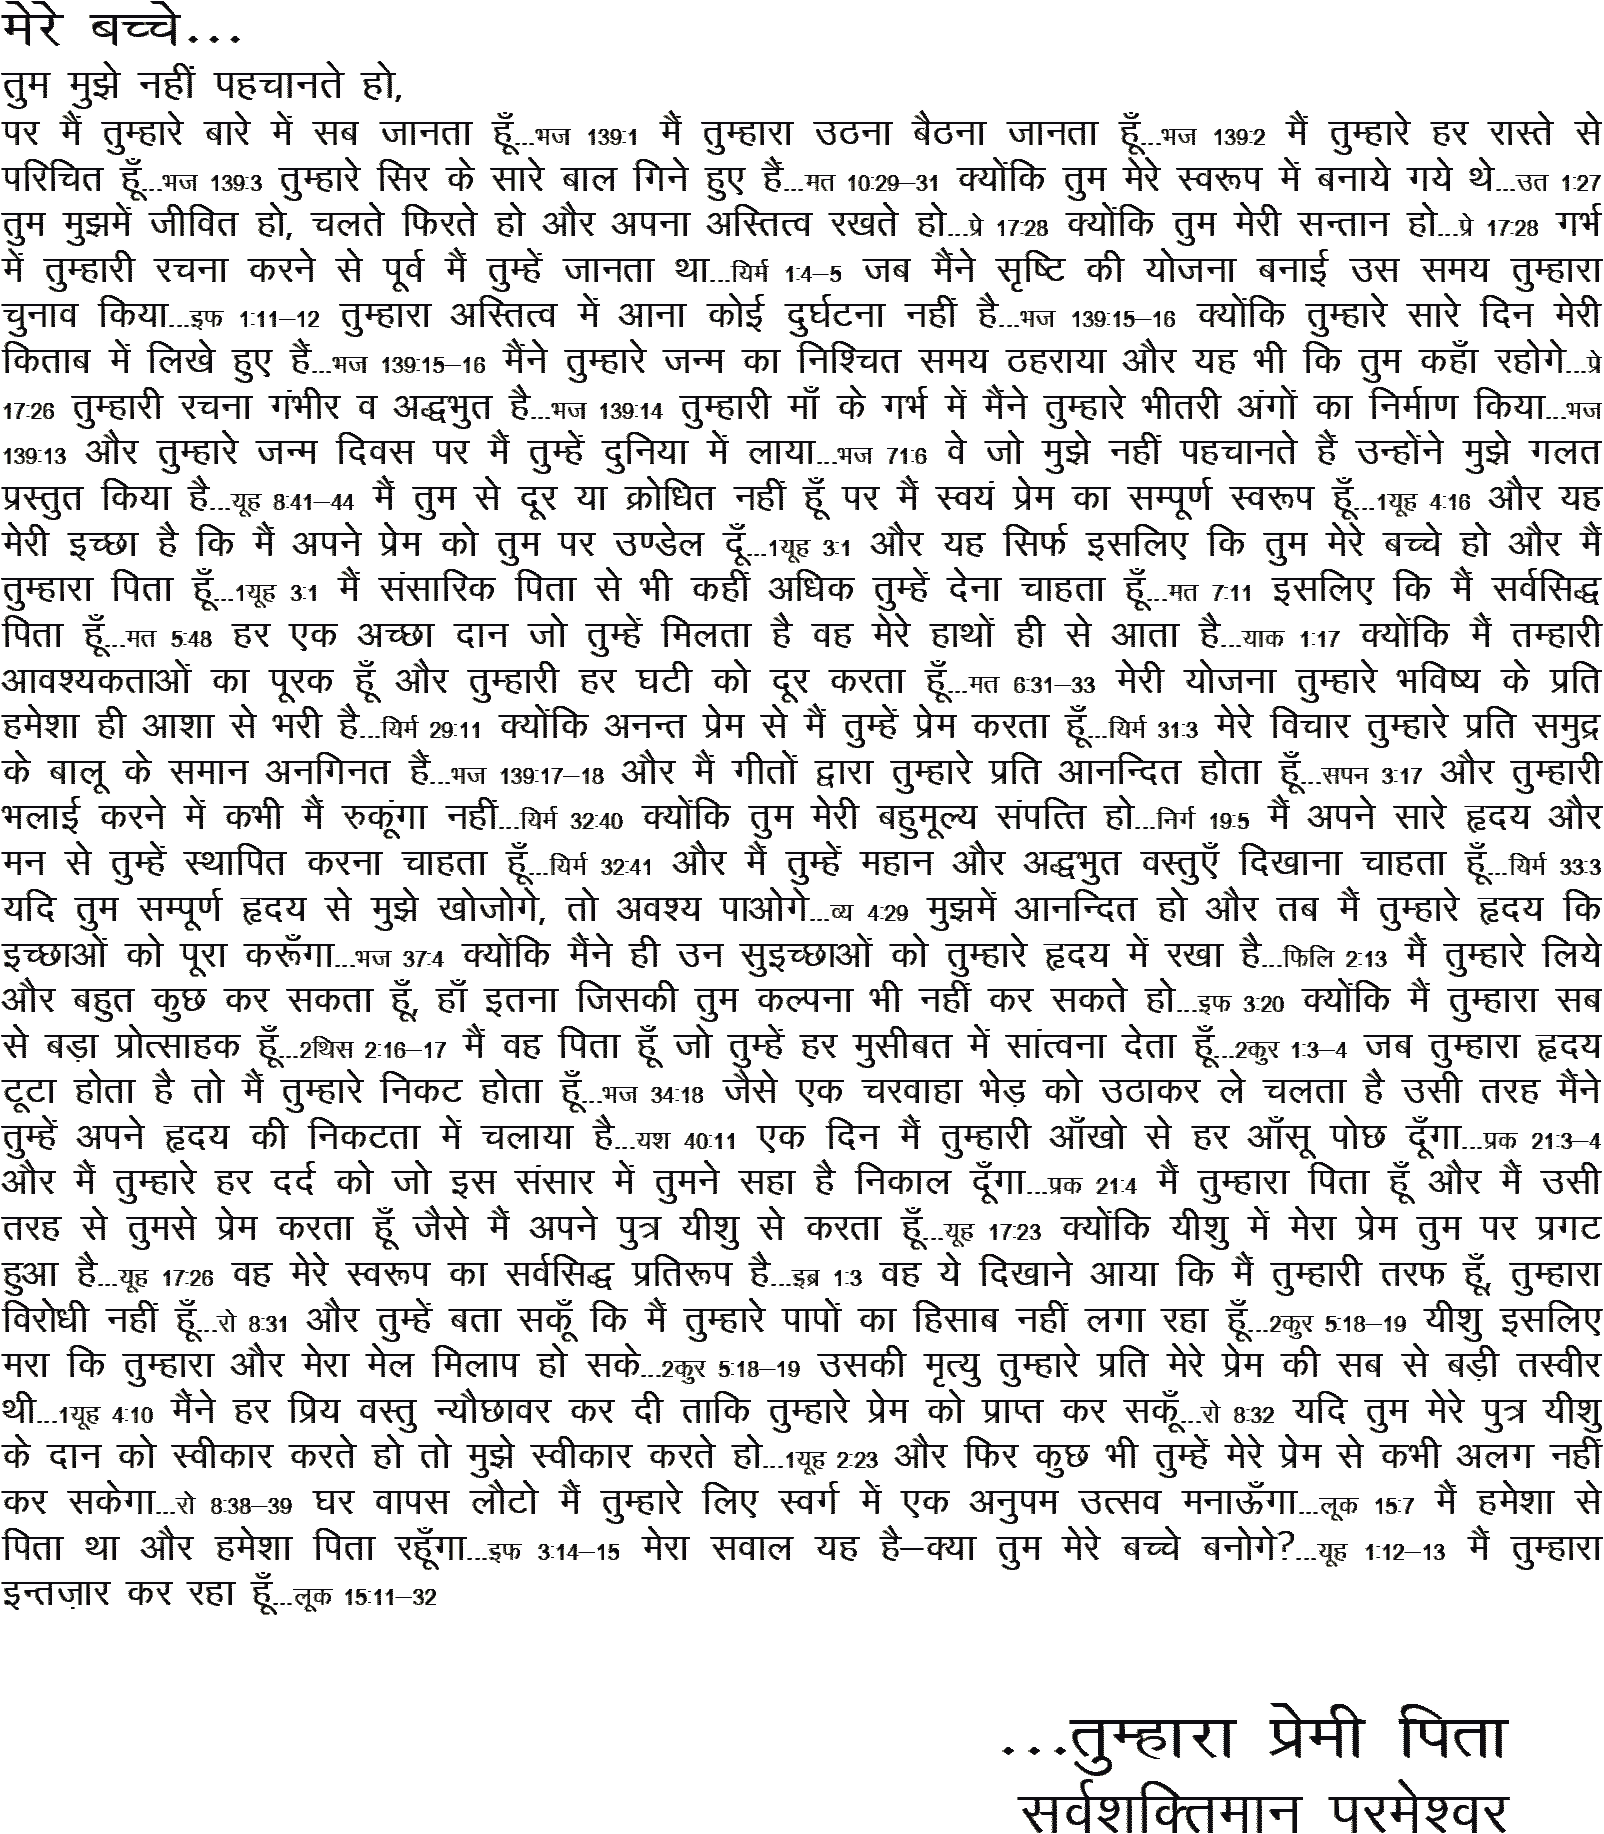 मेरे बच्चे...
तुम मुझे नहीं पहचानते हो,
पर मैं तुम्हारे बारे में सब जानता हूँ...भज 139:1 मैं तुम्हारा उठना बैठना जानता हूँ...भज 139:2 मैं तुम्हारे हर रास्ते से
परिचित हूँ...भज 139:3 तुम्हारे सिर के सारे बाल गिने हुए हैं...मत 10:29–31 क्योंकि तुम मेरे स्वरूप में बनाये गये थे...उत 1:27
तुम मुझमें जीवित हो, चलते फिरते हो और अपना अस्तित्व रखते हो...प्रे 17:28 क्योंकि तुम मेरी सन्तान हो...प्रे 17:28 गर्भ
में तुम्हारी रचना करने से पूर्व मैं तुम्हें जानता था...यिर्म 1:4–5 जब मैंने सृष्टि की योजना बनाई उस समय तुम्हारा
चुनाव किया...इफ 1:11–12 तुम्हारा अस्तित्व में आना कोई दुर्घटना नहीं है...भज 139:15–16 क्योंकि तुम्हारे सारे दिन मेरी
किताब में लिखे हुए हैं...भज 139:15–16 मैंने तुम्हारे जन्म का निश्चित समय ठहराया और यह भी कि तुम कहाँ रहोगे...प्रे
17:26 तुम्हारी रचना गंभीर व अद्धभुत है...भज 139:14 तुम्हारी माँ के गर्भ में मैंने तुम्हारे भीतरी अंगों का निर्माण किया...भज
139:13 और तुम्हारे जन्म दिवस पर मैं तुम्हें दुनिया में लाया...भज 71:6 वे जो मुझे नहीं पहचानते हैं उन्होंने मुझे गलत
प्रस्तुत किया है...यूह 8:41–44 मैं तुम से दूर या क्रोधित नहीं हूँ पर मैं स्वयं प्रेम का सम्पूर्ण स्वरूप हूँ...1यूह 4:16 और यह
मेरी इच्छा है कि मैं अपने प्रेम को तुम पर उण्डेल दूँ...1यूह 3:1 और यह सिर्फ इसलिए कि तुम मेरे बच्चे हो और मैं
तुम्हारा पिता हूँ...1यूह 3:1 मैं संसारिक पिता से भी कहीं अधिक तुम्हें देना चाहता हूँ...मत 7:11 इसलिए कि मैं सर्वसिद्ध
पिता हूँ...मत 5:48 हर एक अच्छा दान जो तुम्हें मिलता है वह मेरे हाथों ही से आता है...याक 1:17 क्योंकि मैं तम्हारी
आवश्यकताओं का पूरक हूँ और तुम्हारी हर घटी को दूर करता हूँ...मत 6:31–33 मेरी योजना तुम्हारे भविष्य के प्रति
हमेशा ही आशा से भरी है...यिर्म 29:11 क्योंकि अनन्त प्रेम से मैं तुम्हें प्रेम करता हूँ...यिर्म 31:3 मेरे विचार तुम्हारे प्रति समुद्र
के बालू के समान अनगिनत हैं...भज 139:17–18 और मैं गीतों द्वारा तुम्हारे प्रति आनन्दित होता हूँ...सपन 3:17 और तुम्हारी
भलाई करने में कभी मैं रुकूंगा नहीं...यिर्म 32:40 क्योंकि तुम मेरी बहुमूल्य संपत्ति हो...निर्ग 19:5 मैं अपने सारे हृदय और
मन से तुम्हें स्थापित करना चाहता हूँ...यिर्म 32:41 और मैं तुम्हें महान और अद्धभुत वस्तुएँ दिखाना चाहता हूँ...यिर्म 33:3
यदि तुम सम्पूर्ण हृदय से मुझे खोजोगे, तो अवश्य पाओगे...व्य 4:29 मुझमें आनन्दित हो और तब मैं तुम्हारे हृदय कि
इच्छाओं को पूरा करूँगा...भज 37:4 क्योंकि मैंने ही उन सुइच्छाओं को तुम्हारे हृदय में रखा है...फिलि 2:13 मैं तुम्हारे लिये
और बहुत कुछ कर सकता हूँ, हाँ इतना जिसकी तुम कल्पना भी नहीं कर सकते हो...इफ 3:20 क्योंकि मैं तुम्हारा सब
से बड़ा प्रोत्साहक हूँ...2थिस 2:16–17 मैं वह पिता हूँ जो तुम्हें हर मुसीबत में सांत्वना देता हूँ...2कुर 1:3–4 जब तुम्हारा हृदय
टूटा होता है तो मैं तुम्हारे निकट होता हूँ...भज 34:18 जैसे एक चरवाहा भेड़ को उठाकर ले चलता है उसी तरह मैंने
तुम्हें अपने हृदय की निकटता में चलाया है...यश 40:11 एक दिन मैं तुम्हारी आँखो से हर आँसू पोछ दूँगा...प्रक 21:3–4
और मैं तुम्हारे हर दर्द को जो इस संसार में तुमने सहा है निकाल दूँगा...प्रक 21:4 मैं तुम्हारा पिता हूँ और मैं उसी
तरह से तुमसे प्रेम करता हूँ जैसे मैं अपने पुत्र यीशु से करता हूँ...यूह 17:23 क्योंकि यीशु में मेरा प्रेम तुम पर प्रगट
हुआ है...यूह 17:26 वह मेरे स्वरूप का सर्वसिद्ध प्रतिरूप है...इब्र 1:3 वह ये दिखाने आया कि मैं तुम्हारी तरफ हूँ, तुम्हारा
विरोधी नहीं हूँ...रो 8:31 और तुम्हें बता सकूँ कि मैं तुम्हारे पापों का हिसाब नहीं लगा रहा हूँ...2कुर 5:18–19 यीशु इसलिए
मरा कि तुम्हारा और मेरा मेल मिलाप हो सके...2कुर 5:18–19 उसकी मृत्यु तुम्हारे प्रति मेरे प्रेम की सब से बड़ी तस्वीर
थी...1यूह 4:10 मैंने हर प्रिय वस्तु न्यौछावर कर दी ताकि तुम्हारे प्रेम को प्राप्त कर सकूँ...रो 8:32 यदि तुम मेरे पुत्र यीशु
के दान को स्वीकार करते हो तो मुझे स्वीकार करते हो...1यूह 2:23 और फिर कुछ भी तुम्हें मेरे प्रेम से कभी अलग नहीं
कर सकेगा...रो 8:38–39 घर वापस लौटो मैं तुम्हारे लिए स्वर्ग में एक अनुपम उत्सव मनाऊँगा...लूक 15:7 मैं हमेशा से
पिता था और हमेशा पिता रहूँगा...इफ 3:14–15 मेरा सवाल यह है–क्या तुम मेरे बच्चे बनोगे?...यूह 1:12–13 मैं तुम्हारा
इन्तज़ार कर रहा हूँ...लूक 15:11–32
...तुम्हारा प्रेमी पिता
सर्वशक्तिमान परमेश्वर